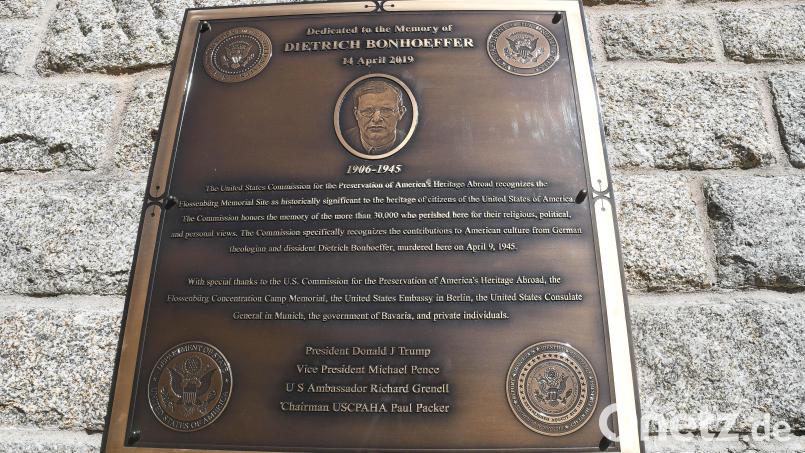 Dedicated to the Memory of
DIETRICH BONHOEFFER
14 April 2019
1906-1945
The United States Commission for the Preservation of America's Heritage Abroad recognizes the
Flossenbürg Memorial Site as historically significant to the heritage of citizens of the United States of America.
The Commission honors the memory of the more than 30,000 who perished here for their religious, political,
and personal views. The Commission specifically recognizes the contributions to American culture from German
theologian and dissident Dietrich Bonhoeffer, murdered here on April 9, 1945.
With special thanks to the U.S. Commission for the Preservation of America's Heritage Abroad, the
Flossenbürg Concentration Camp Memorial, the United States Embassy in Berlin, the United States Consulate
General in Munich, the government of Bavaria, and private individuals.
DEPARTMENT OF STATE
UNITED STATES OF AMERICA
President Donald J Trump
Vice President Michael Pence
U S Ambassador Richard Grenell
Chairman USCPAHA Paul Packer
Onetz.de